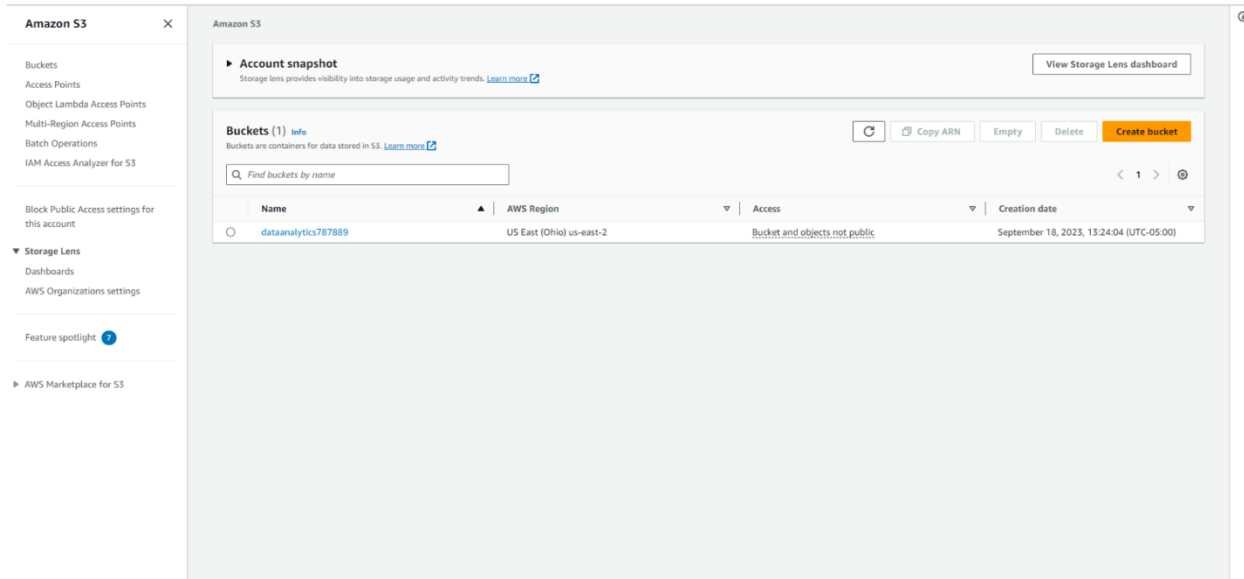 Amazon S3
Buckets
Access Points
Object Lambda Access Points
Multi-Region Access Points
Batch Operations
IAM Access Analyzer for S3
Block Public Access settings for
this account
Storage Lens
Dashboards
AWS Organizations settings
Feature spotlight 7
AWS Marketplace for S3
Amazon S3
Account snapshot
Storage lens provides visibility into storage usage and activity trends. Learn more
View Storage Lens dashboard
Buckets (1) Info
Buckets are containers for data stored in S3. Learn more
Copy ARN Empty Delete Create bucket
Find buckets by name
1
Name AWS Region Access Creation date
dataanalytics787889 US East (Ohio) us-east-2 Bucket and objects not public September 18, 2023, 13:24:04 (UTC-05:00)